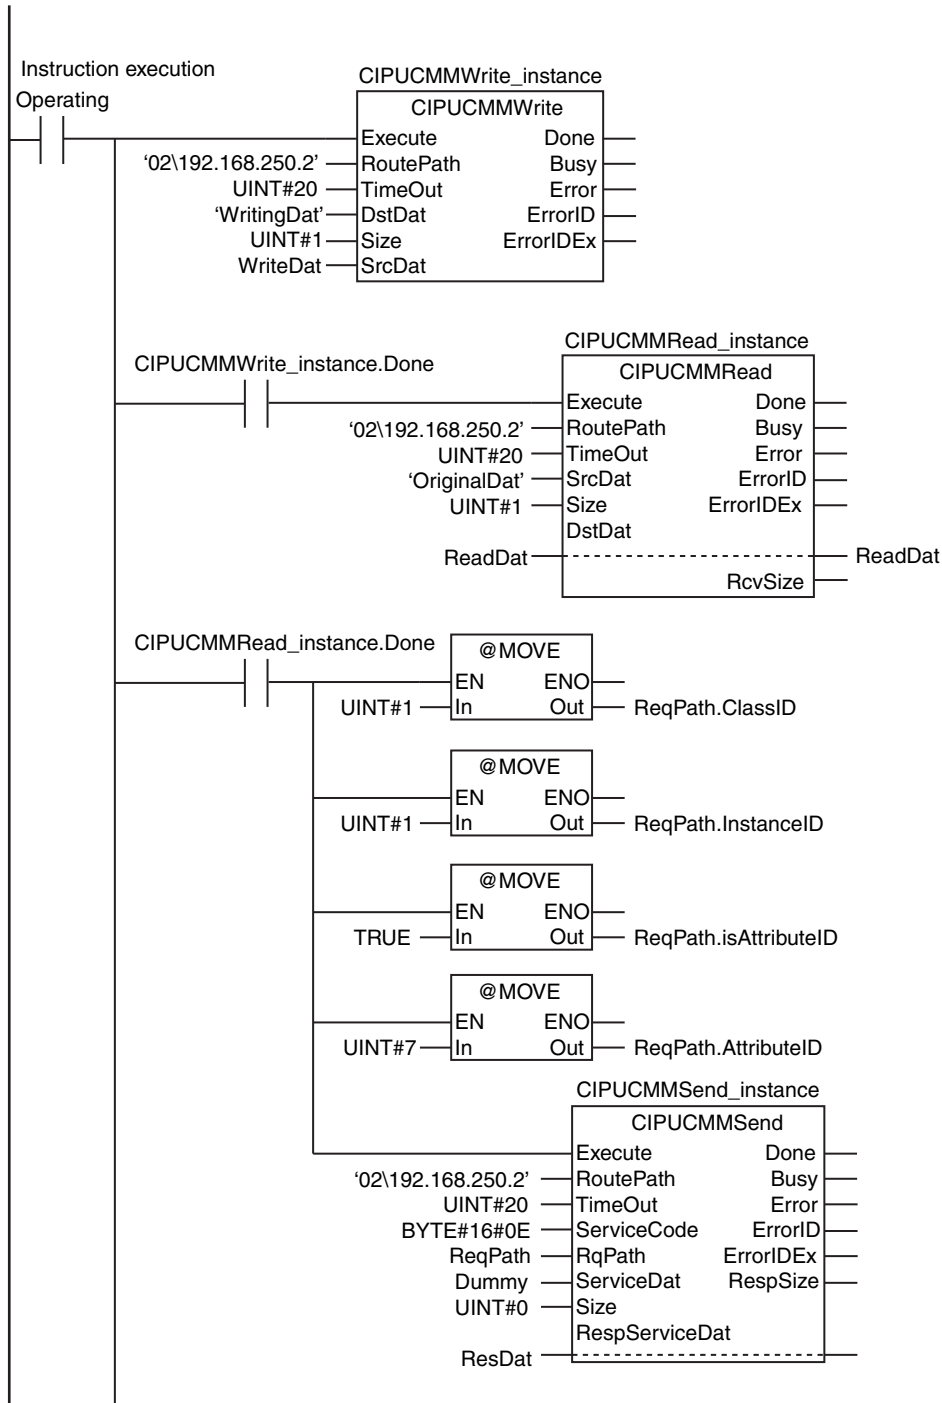 Instruction execution
Operating
CIPUCMMWrite_instance
CIPUCMMWrite
Execute Done
‘02\192.168.250.2’ RoutePath Busy
UINT#20 TimeOut Error
‘WritingDat’ DstDat ErrorID
UINT#1 Size ErrorIDEx
WriteDat SrcDat
CIPUCMMRead_instance
CIPUCMMWrite_instance.Done
CIPUCMMRead
Execute Done
‘02\192.168.250.2’ RoutePath Busy
UINT#20 TimeOut Error
‘OriginalDat’ SrcDat ErrorID
UINT#1 Size ErrorIDEx
DstDat
ReadDat ReadDat
RcvSize
CIPUCMMRead_instance.Done
@MOVE
EN ENO
UINT#1 In Out ReqPath.ClassID
@MOVE
EN ENO
UINT#1 In Out ReqPath.InstanceID
@MOVE
EN ENO
TRUE In Out ReqPath.isAttributeID
@MOVE
EN ENO
UINT#7 In Out ReqPath.AttributeID
CIPUCMMSend_instance
CIPUCMMSend
Execute Done
‘02\192.168.250.2’ RoutePath Busy
UINT#20 TimeOut Error
BYTE#16#0E ServiceCode ErrorID
ReqPath RqPath ErrorIDEx
Dummy ServiceDat RespSize
UINT#0 Size
RespServiceDat
ResDat